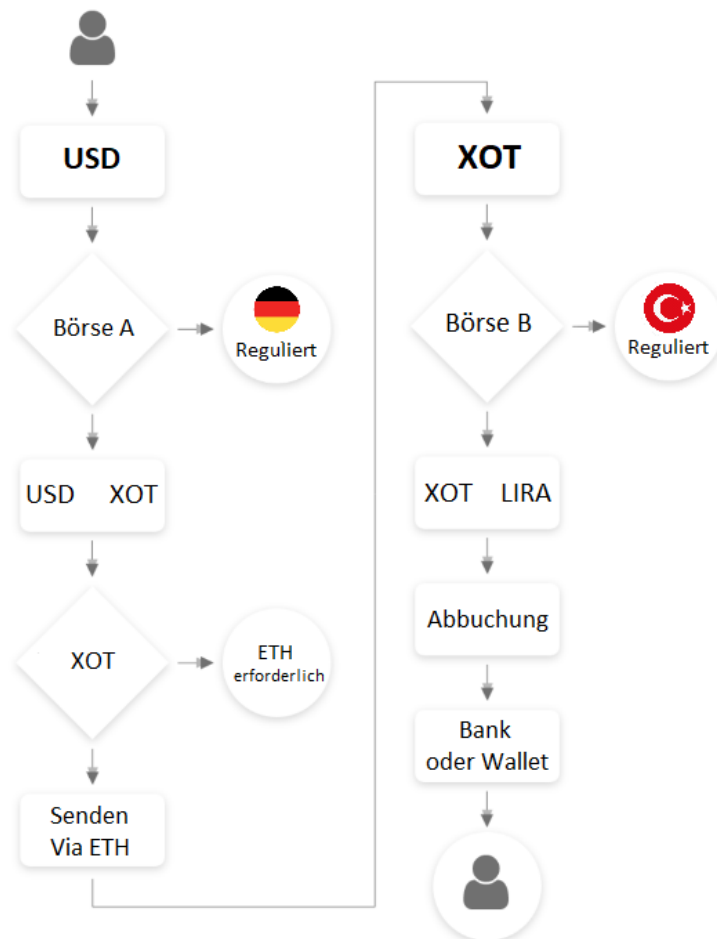 USD
Börse A
Reguliert
USD XOT
XOT
ETH
erforderlich
Senden
Via ETH
XOT
Börse B
Reguliert
XOT LIRA
Abbuchung
Bank
oder Wallet